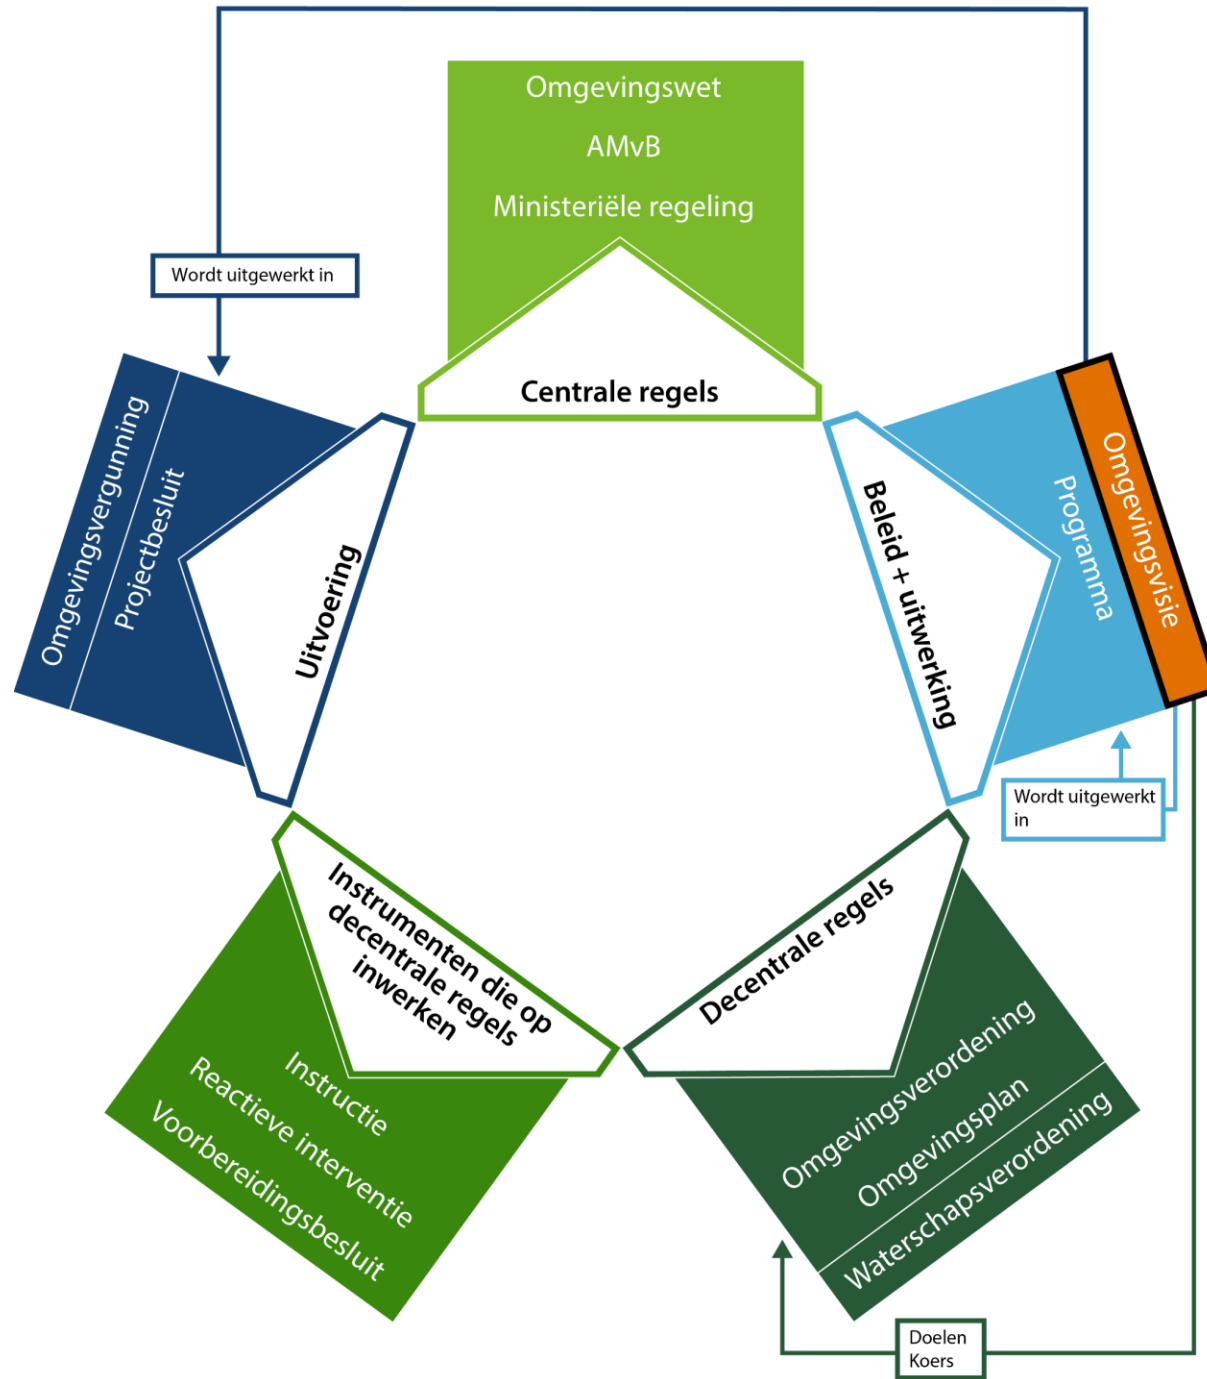 Omgevingswet
AMvB
Ministeriële regeling
Centrale regels
Wordt uitgewerkt in
Omgevingsvergunning
Projectbesluit
Uitvoering
Beleid + uitwerking
Programma
Omgevingsvisie
Wordt uitgewerkt
in
Instrumenten die op
decentrale regels
inwerken
Instructie
Reactieve interventie
Voorbereidingsbesluit
Decentrale regels
Omgevingsverordening
Omgevingsplan
Waterschapsverordening
Doelen
Koers